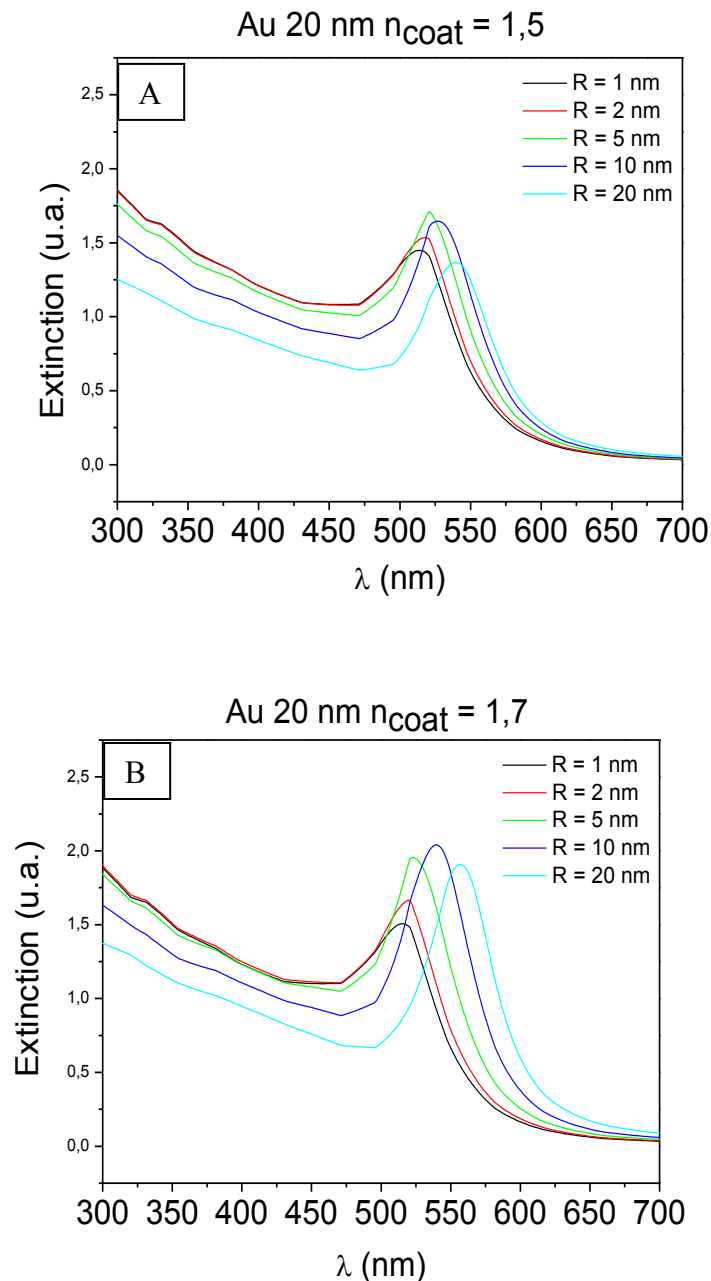 Au 20 nm n_coat = 1,5
A
R = 1 nm
R = 2 nm
R = 5 nm
R = 10 nm
R = 20 nm
2,5
2,0
1,5
1,0
0,5
0,0
Extinction (u.a.)
300 350 400 450 500 550 600 650 700
λ (nm)
Au 20 nm n_coat = 1,7
B
R = 1 nm
R = 2 nm
R = 5 nm
R = 10 nm
R = 20 nm
2,5
2,0
1,5
1,0
0,5
0,0
Extinction (u.a.)
300 350 400 450 500 550 600 650 700
λ (nm)